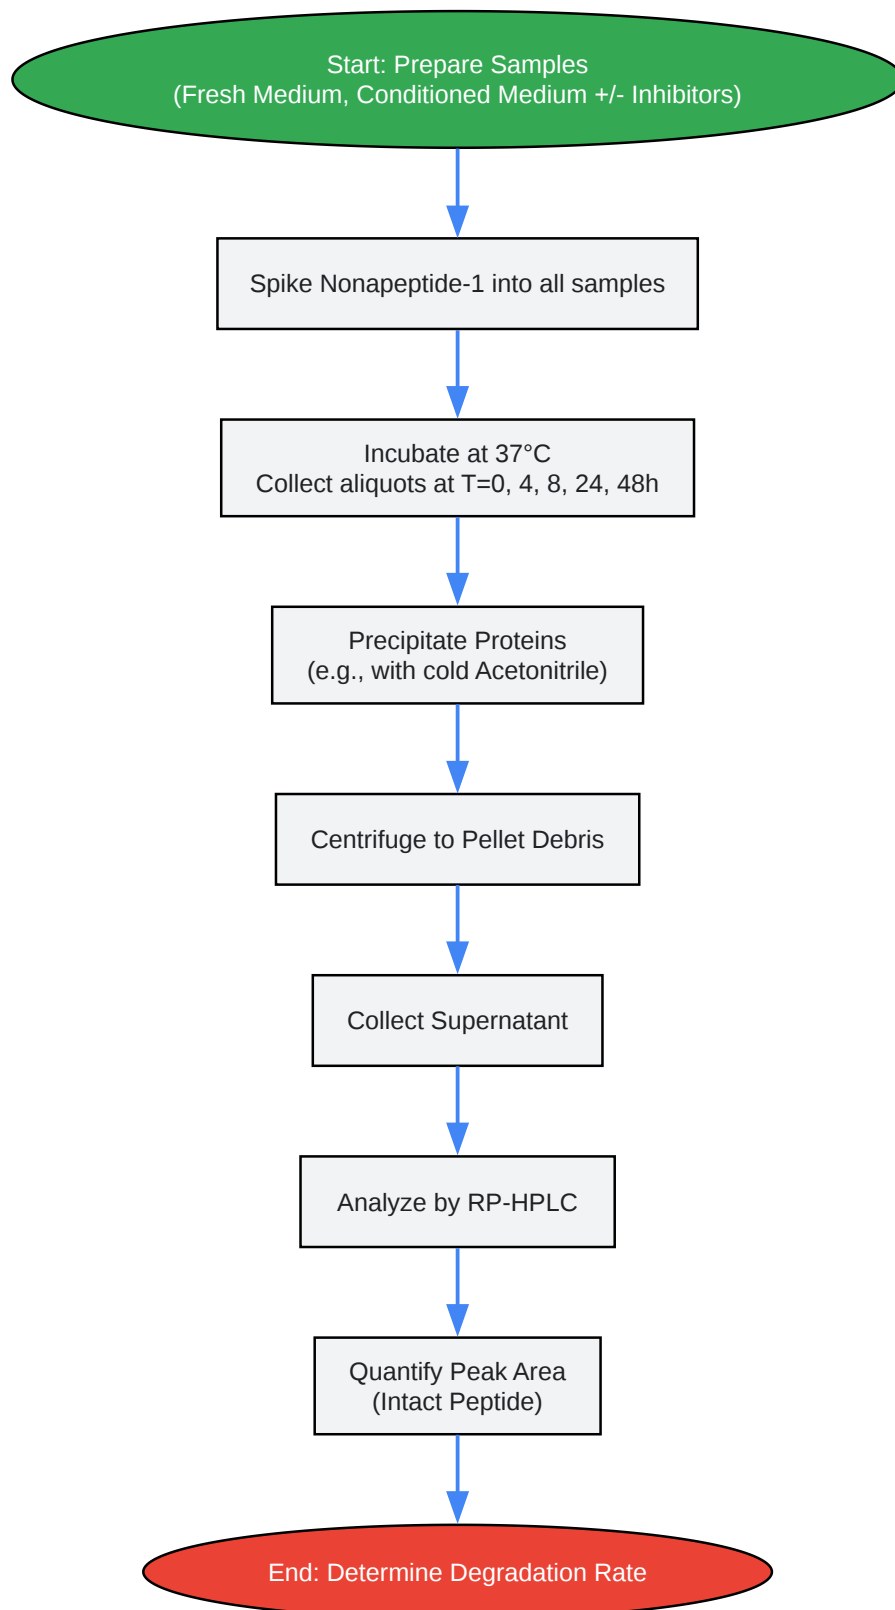 Start: Prepare Samples
(Fresh Medium, Conditioned Medium +/- Inhibitors)
Spike Nonapeptide-1 into all samples
Incubate at 37°C
Collect aliquots at T=0, 4, 8, 24, 48h
Precipitate Proteins
(e.g., with cold Acetonitrile)
Centrifuge to Pellet Debris
Collect Supernatant
Analyze by RP-HPLC
Quantify Peak Area
(Intact Peptide)
End: Determine Degradation Rate